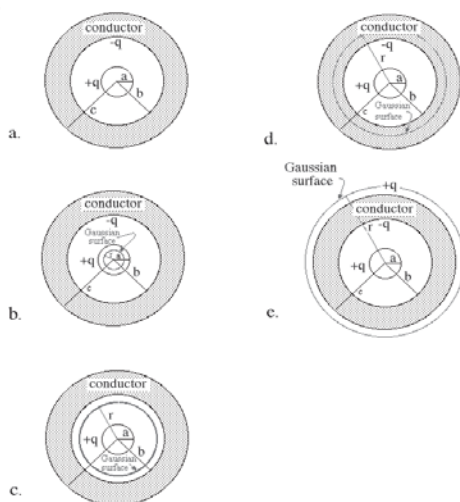 conductor
-q
a
+q
b
c
a.
conductor
-q
Gaussian
surface
a
+q
b
c
b.
conductor
r
a
+q
b
Gaussian
surface
c.
conductor
-q
r
a
+q
b
c
Gaussian
surface
d.
Gaussian
surface
+q
conductor
r
-q
a
+q
b
c
e.